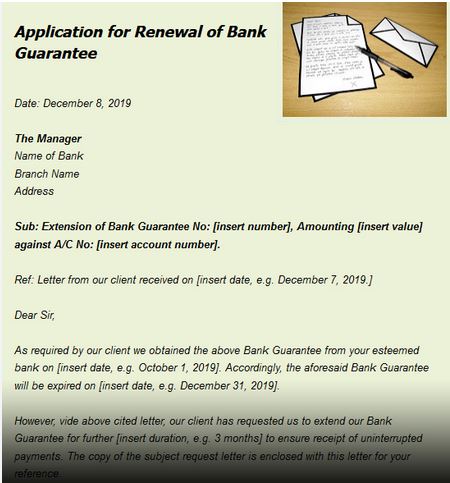 Application for Renewal of Bank
Guarantee
Date: December 8, 2019
The Manager
Name of Bank
Branch Name
Address
Sub: Extension of Bank Guarantee No: [insert number], Amounting [insert value]
against A/C No: [insert account number].
Ref: Letter from our client received on [insert date, e.g. December 7, 2019.]
Dear Sir,
As required by our client we obtained the above Bank Guarantee from your esteemed
bank on [insert date, e.g. October 1, 2019]. Accordingly, the aforesaid Bank Guarantee
will be expired on [insert date, e.g. December 31, 2019].
However, vide above cited letter, our client has requested us to extend our Bank
Guarantee for further [insert duration, e.g. 3 months] to ensure receipt of uninterrupted
payments. The copy of the subject request letter is enclosed with this letter for your
reference.